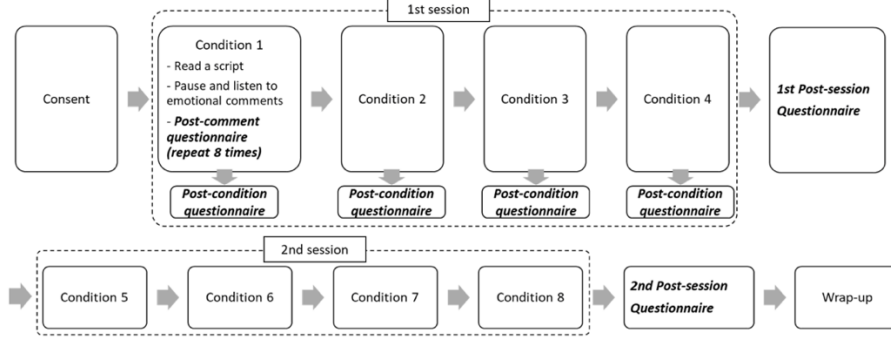 1st session
Consent
Condition 1
- Read a script
- Pause and listen to
emotional comments
- Post-comment
questionnaire
(repeat 8 times)
Condition 2
Condition 3
Condition 4
1st Post-session
Questionnaire
Post-condition
questionnaire
Post-condition
questionnaire
Post-condition
questionnaire
Post-condition
questionnaire
2nd session
Condition 5
Condition 6
Condition 7
Condition 8
2nd Post-session
Questionnaire
Wrap-up